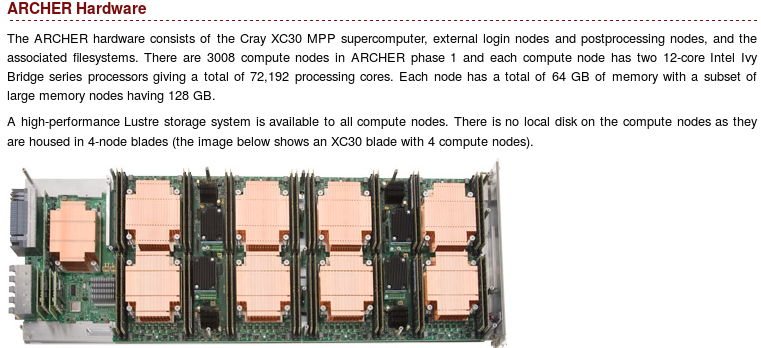 ARCHER Hardware
The ARCHER hardware consists of the Cray XC30 MPP supercomputer, external login nodes and postprocessing nodes, and the
associated filesystems. There are 3008 compute nodes in ARCHER phase 1 and each compute node has two 12-core Intel Ivy
Bridge series processors giving a total of 72,192 processing cores. Each node has a total of 64 GB of memory with a subset of
large memory nodes having 128 GB.
A high-performance Lustre storage system is available to all compute nodes. There is no local disk on the compute nodes as they
are housed in 4-node blades (the image below shows an XC30 blade with 4 compute nodes).